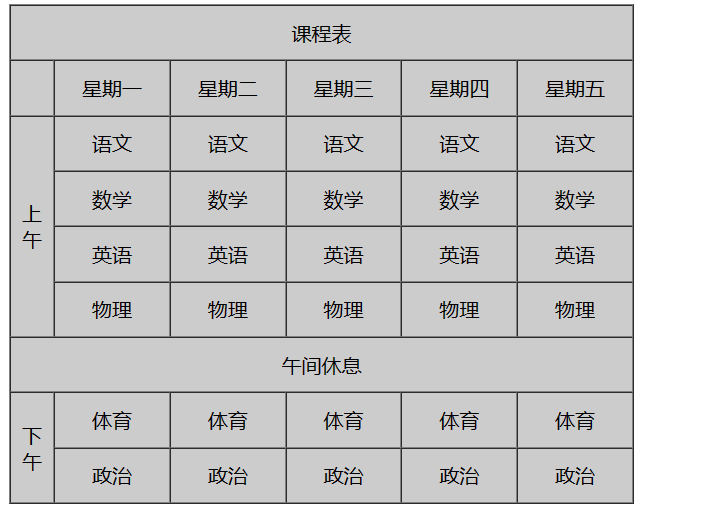 课程表
星期一 星期二 星期三 星期四 星期五
上午
语文 语文 语文 语文 语文
数学 数学 数学 数学 数学
英语 英语 英语 英语 英语
物理 物理 物理 物理 物理
午间休息
下午
体育 体育 体育 体育 体育
政治 政治 政治 政治 政治